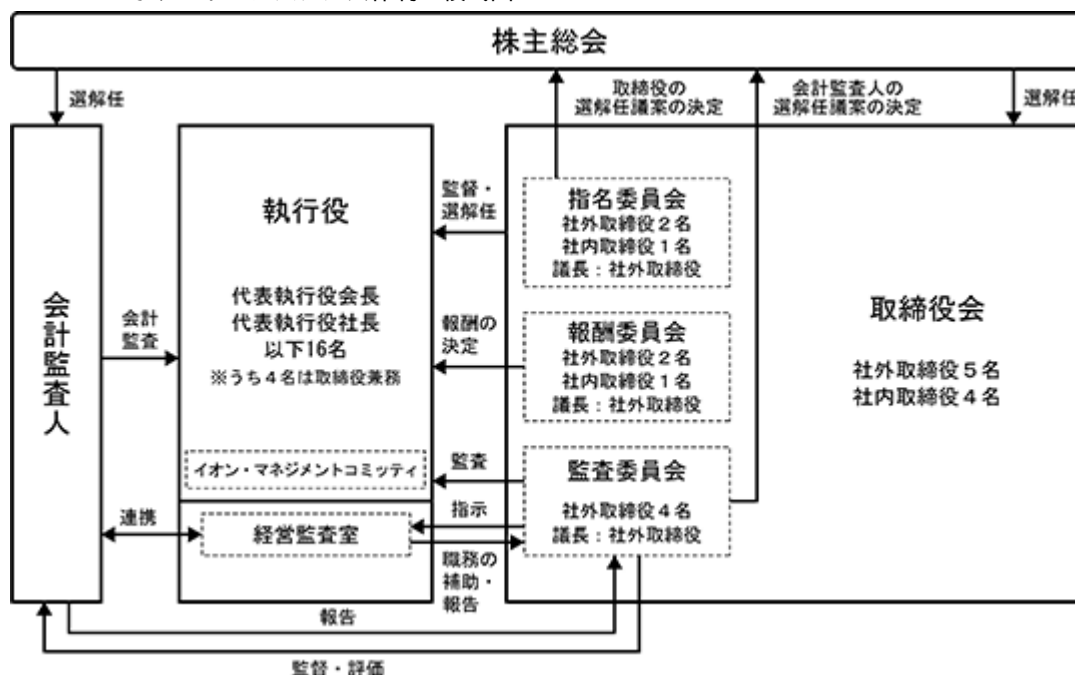 株主総会
選解任
取締役の
選解任議案の決定
会計監査人の
選解任議案の決定
選解任
会計監査人
会計
監査
連携
執行役
代表執行役会長
代表執行役社長
以下16名
※うち4名は取締役兼務
イオン・マネジメントコミッティ
経営監査室
監督・
選解任
報酬の
決定
監査
指示
職務の
補助・
報告
指名委員会
社外取締役2名
社内取締役1名
議長：社外取締役
報酬委員会
社外取締役2名
社内取締役1名
議長：社外取締役
監査委員会
社外取締役4名
議長：社外取締役
取締役会
社外取締役5名
社内取締役4名
報告
監督・評価